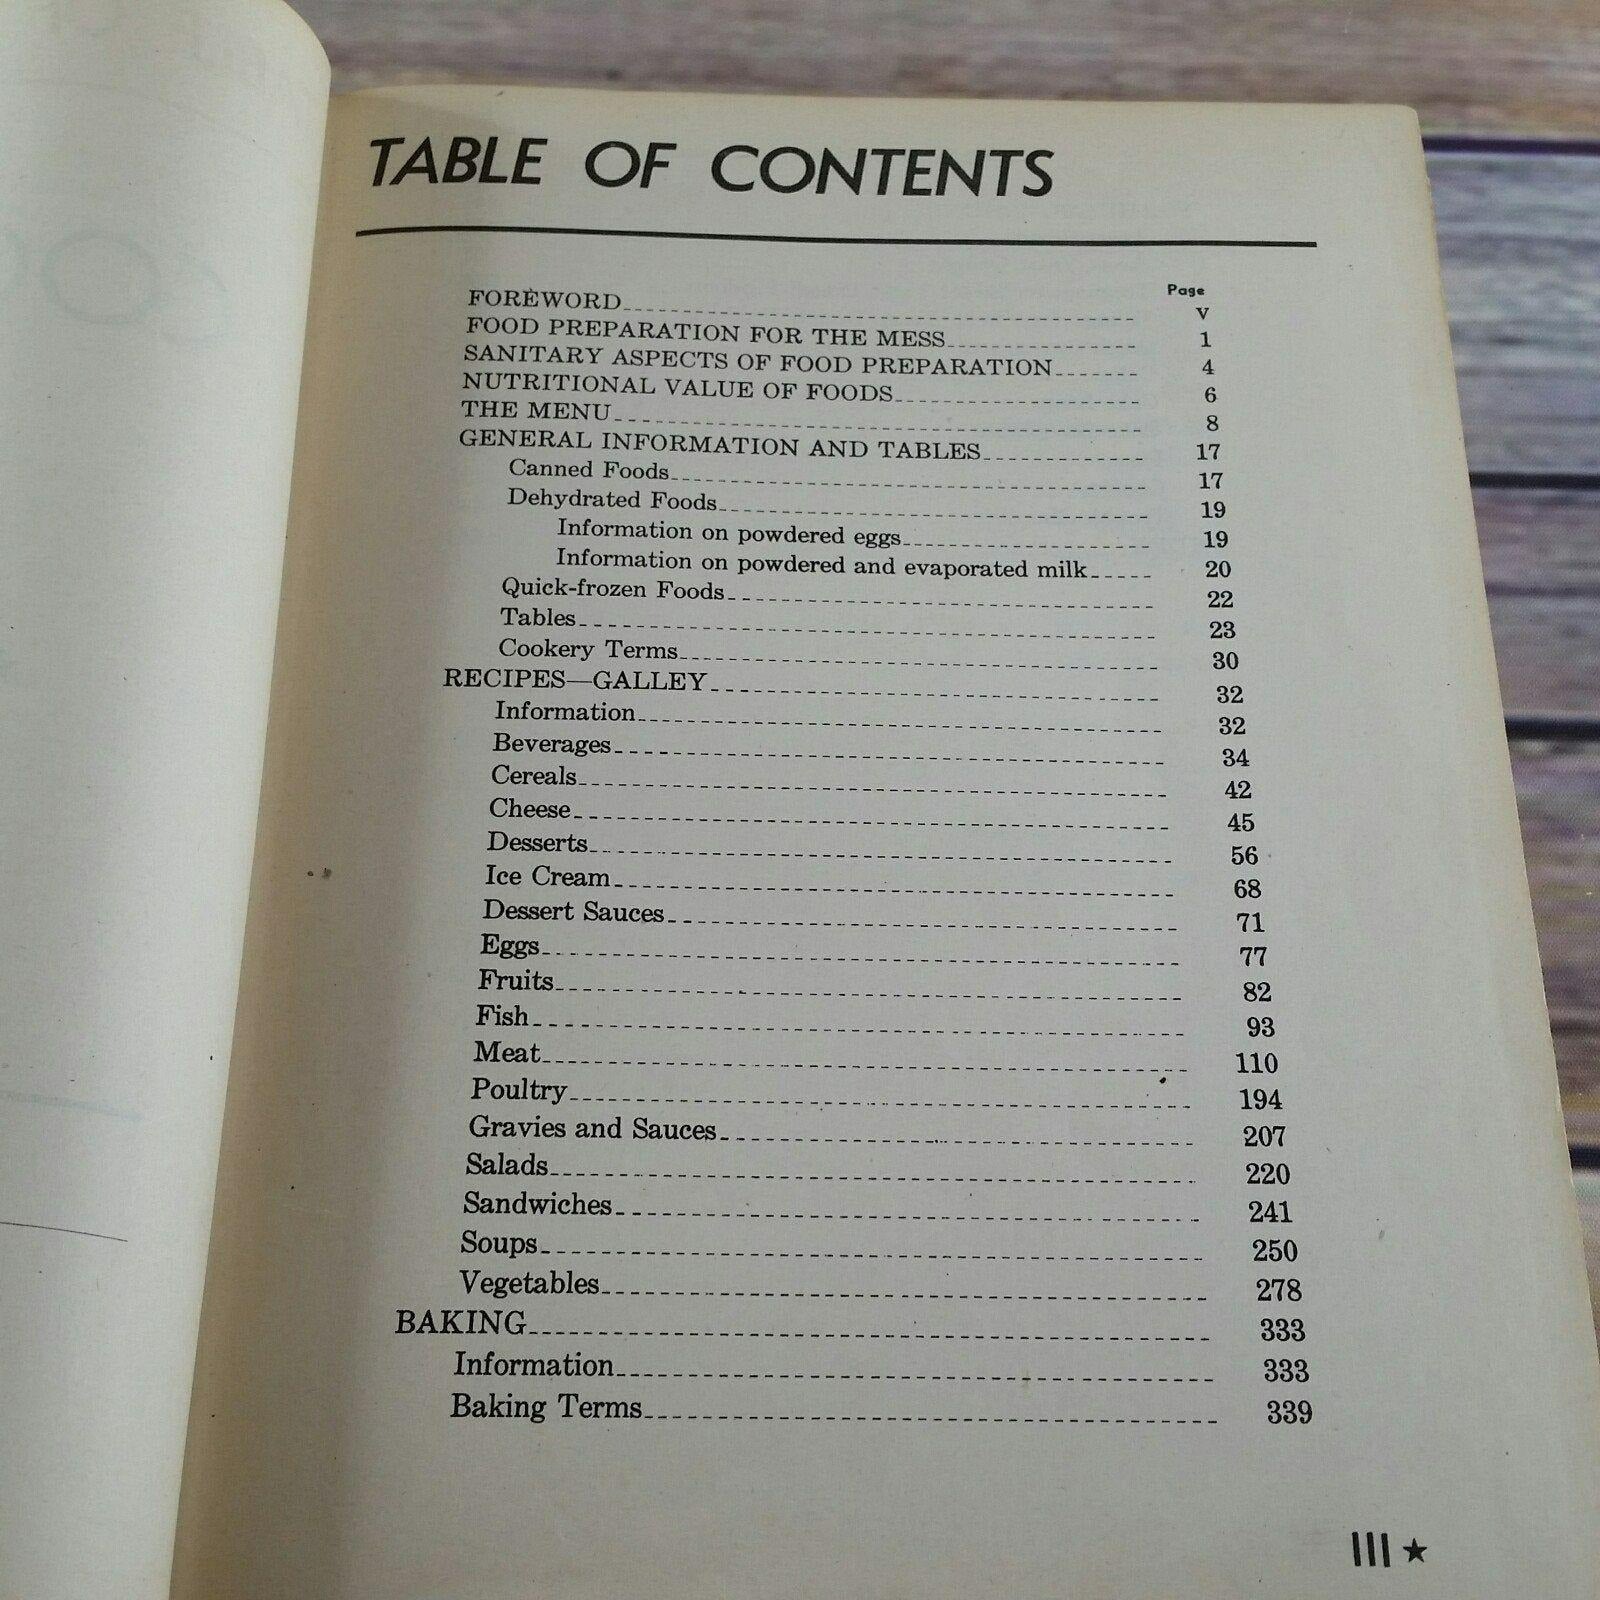 TABLE OF CONTENTS
Page
FOREWORD V
FOOD PREPARATION FOR THE MESS 1
SANITARY ASPECTS OF FOOD PREPARATION 4
NUTRITIONAL VALUE OF FOODS 6
THE MENU 8
GENERAL INFORMATION AND TABLES 17
Canned Foods 17
Dehydrated Foods 19
Information on powdered eggs 19
Information on powdered and evaporated milk 20
Quick-frozen Foods 22
Tables 23
Cookery Terms 30
RECIPES—GALLEY 32
Information 32
Beverages 34
Cereals 42
Cheese 45
Desserts 56
Ice Cream 68
Dessert Sauces 71
Eggs 77
Fruits 82
Fish 93
Meat 110
Poultry 194
Gravies and Sauces 207
Salads 220
Sandwiches 241
Soups 250
Vegetables 278
BAKING 333
Information 333
Baking Terms 339
III ★